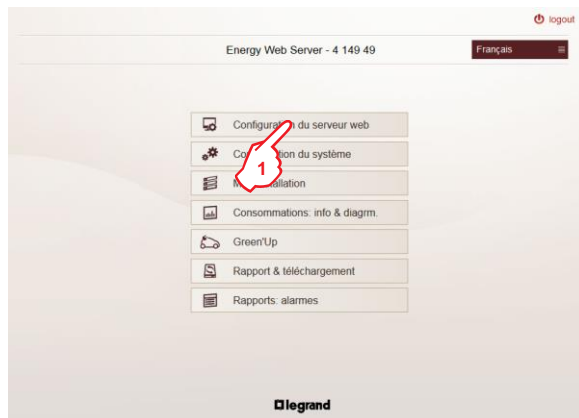 logout
Energy Web Server - 4 149 49
Français
Configuration du serveur web
du système
1
Consommations: info & diagrm.
Green'Up
Rapport & téléchargement
Rapports: alarmes
legrand